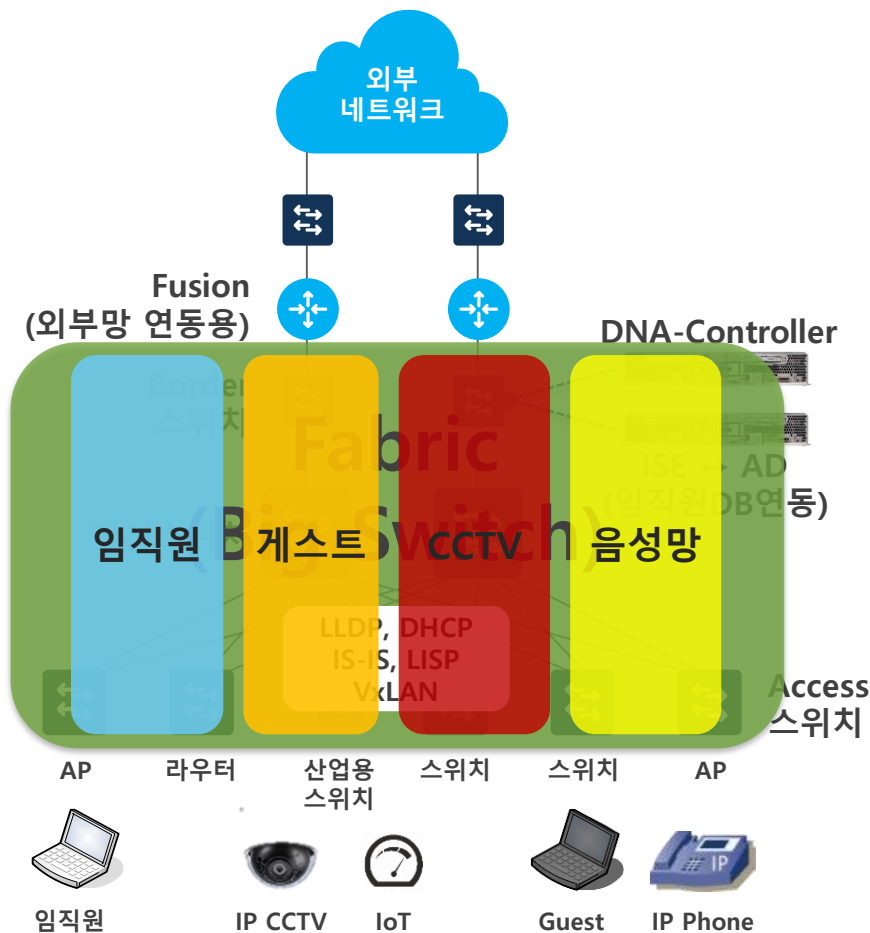 외부
네트워크
Fusion
(외부망 연동용)
DNA-Controller
Border
스위치
Fabric
(Big Switch)
ISE ↔ AD
(임직원DB연동)
임직원
게스트
CCTV
음성망
LLDP, DHCP
IS-IS, LISP
VxLAN
Access
스위치
AP
라우터
산업용
스위치
스위치
스위치
AP
IP
임직원
IP CCTV
IoT
Guest
IP Phone